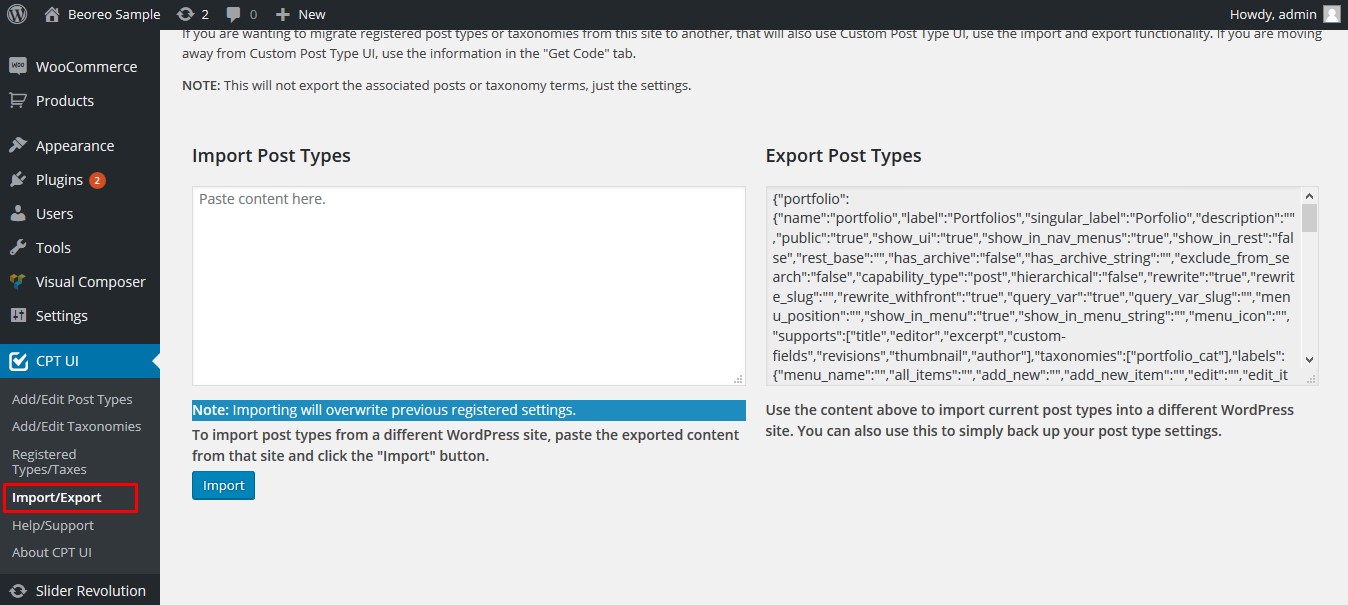 Beoreo Sample 2 0 New Howdy, admin
WooCommerce
Products
Appearance
Plugins 2
Users
Tools
Visual Composer
Settings
CPT UI
Add/Edit Post Types
Add/Edit Taxonomies
Registered
Types/Taxes
Import/Export
Help/Support
About CPT UI
Slider Revolution
If you are wanting to migrate registered post types or taxonomies from this site to another, that will also use Custom Post Type UI, use the import and export functionality. If you are moving
away from Custom Post Type UI, use the information in the "Get Code" tab.
NOTE: This will not export the associated posts or taxonomy terms, just the settings.
Import Post Types
Paste content here.
Note: Importing will overwrite previous registered settings.
To import post types from a different WordPress site, paste the exported content
from that site and click the "Import" button.
Import
Export Post Types
{"portfolio":
{"name":"portfolio","label":"Portfolios","singular_label":"Porfolio","description":""
,"public":"true","show_ui":"true","show_in_nav_menus":"true","show_in_rest":"fal
se","rest_base":"","has_archive":"false","has_archive_string":"","exclude_from_se
arch":"false","capability_type":"post","hierarchical":"false","rewrite":"true","rewrit
e_slug":"","rewrite_withfront":"true","query_var":"true","query_var_slug":"","men
u_position":"","show_in_menu":"true","show_in_menu_string":"","menu_icon":"",
"supports":["title","editor","excerpt","custom-
fields","revisions","thumbnail","author"],"taxonomies":["portfolio_cat"],"labels":
{"menu_name":"","all_items":"","add_new":"","add_new_item":"","edit":"","edit_it
Use the content above to import current post types into a different WordPress
site. You can also use this to simply back up your post type settings.